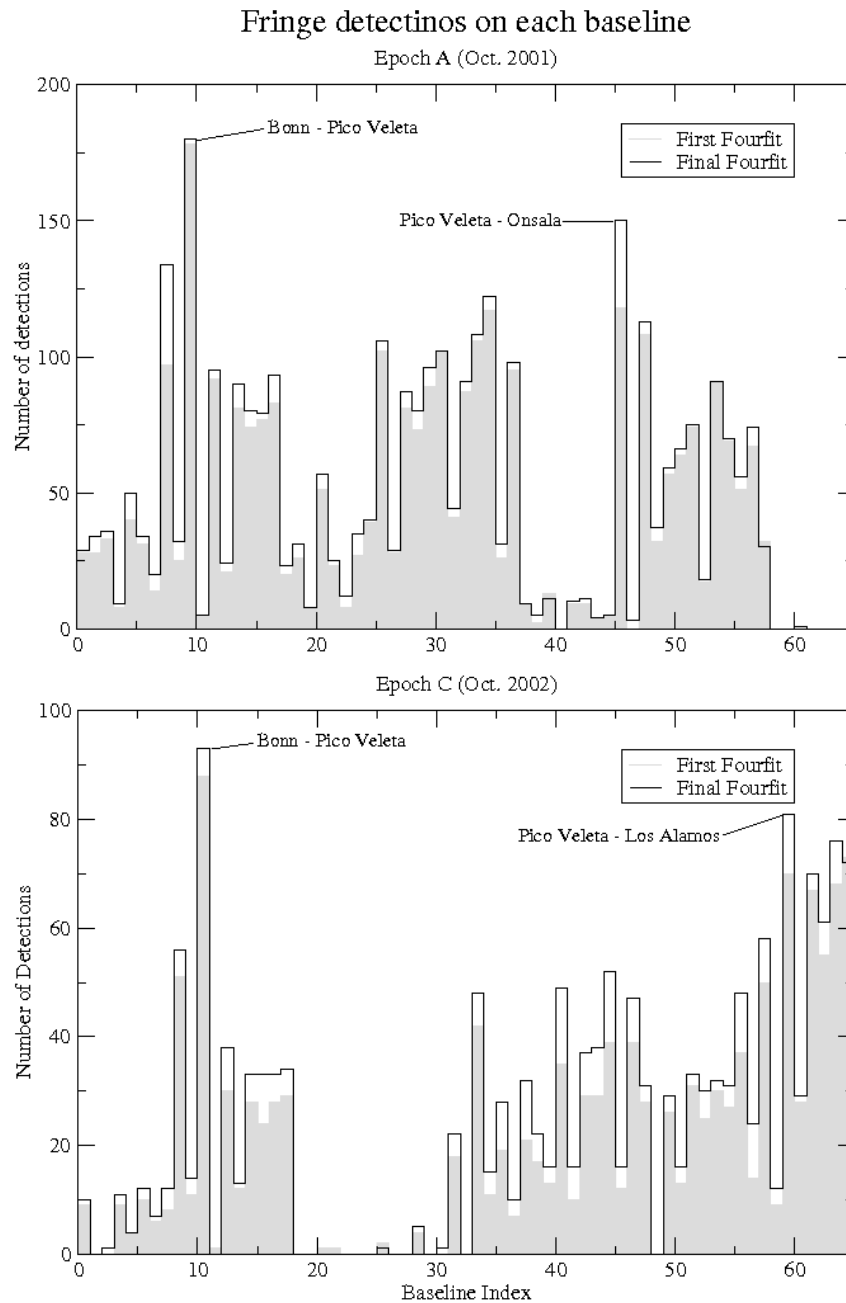 Fringe detectinos on each baseline
Epoch A (Oct. 2001)
200
150
100
50
0
Number of detections
Bonn - Pico Veleta
Pico Veleta - Onsala
First Fourfit
Final Fourfit
0 10 20 30 40 50 60
Epoch C (Oct. 2002)
100
80
60
40
20
0
Number of Detections
Bonn - Pico Veleta
Pico Veleta - Los Alamos
First Fourfit
Final Fourfit
0 10 20 30 40 50 60
Baseline Index